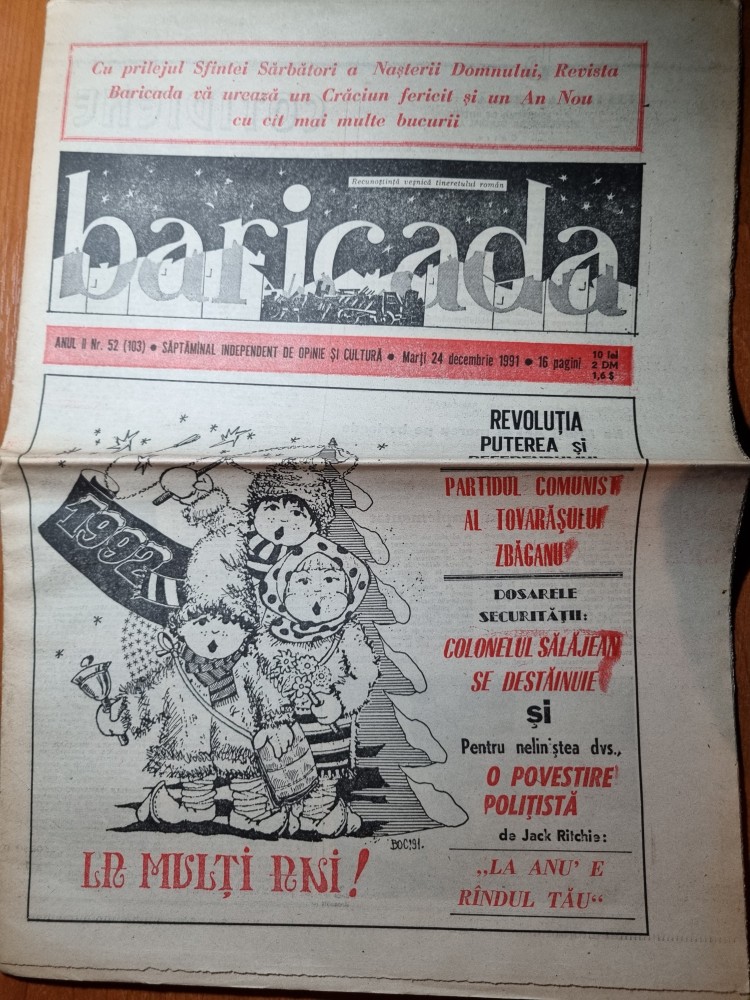 Cu prilejul Sfintei Sărbători a Nașterii Domnului, Revista
Baricada vă urează un Crăciun fericit și un An Nou
cu cît mai multe bucurii
Recunoștință veșnică tineretului român
baricada
ANUL II Nr. 52 (103) ● SĂPTĂMÎNAL INDEPENDENT DE OPINIE ȘI CULTURĂ ● Marți 24 decembrie 1991 ● 16 pagini
10 lei
2 DM
1,6 $
1992
REVOLUȚIA
PUTEREA și
PARTIDUL COMUNIST
AL TOVARĂȘULUI
ZBĂGANU
DOSARELE
SECURITĂȚII:
COLONELUL SĂLĂJEAN
SE DESTĂINUIE
și
Pentru neliniștea dvs.,
O POVESTIRE
POLIȚISTĂ
de Jack Ritchie:
„LA ANU' E
RÎNDUL TĂU“
BOC'91.
LA MULȚI ANI!